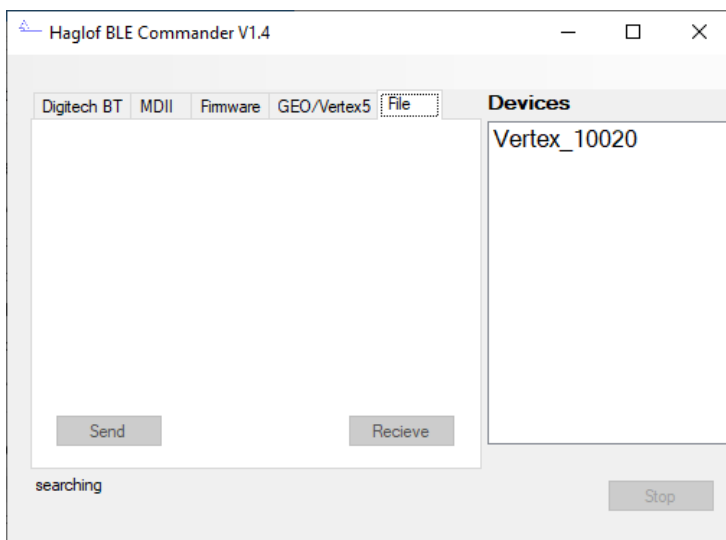 Haglof BLE Commander V1.4
Digitech BT MDII Firmware GEO/Vertex5 File
Devices
Vertex_10020
Send Recieve
searching
Stop